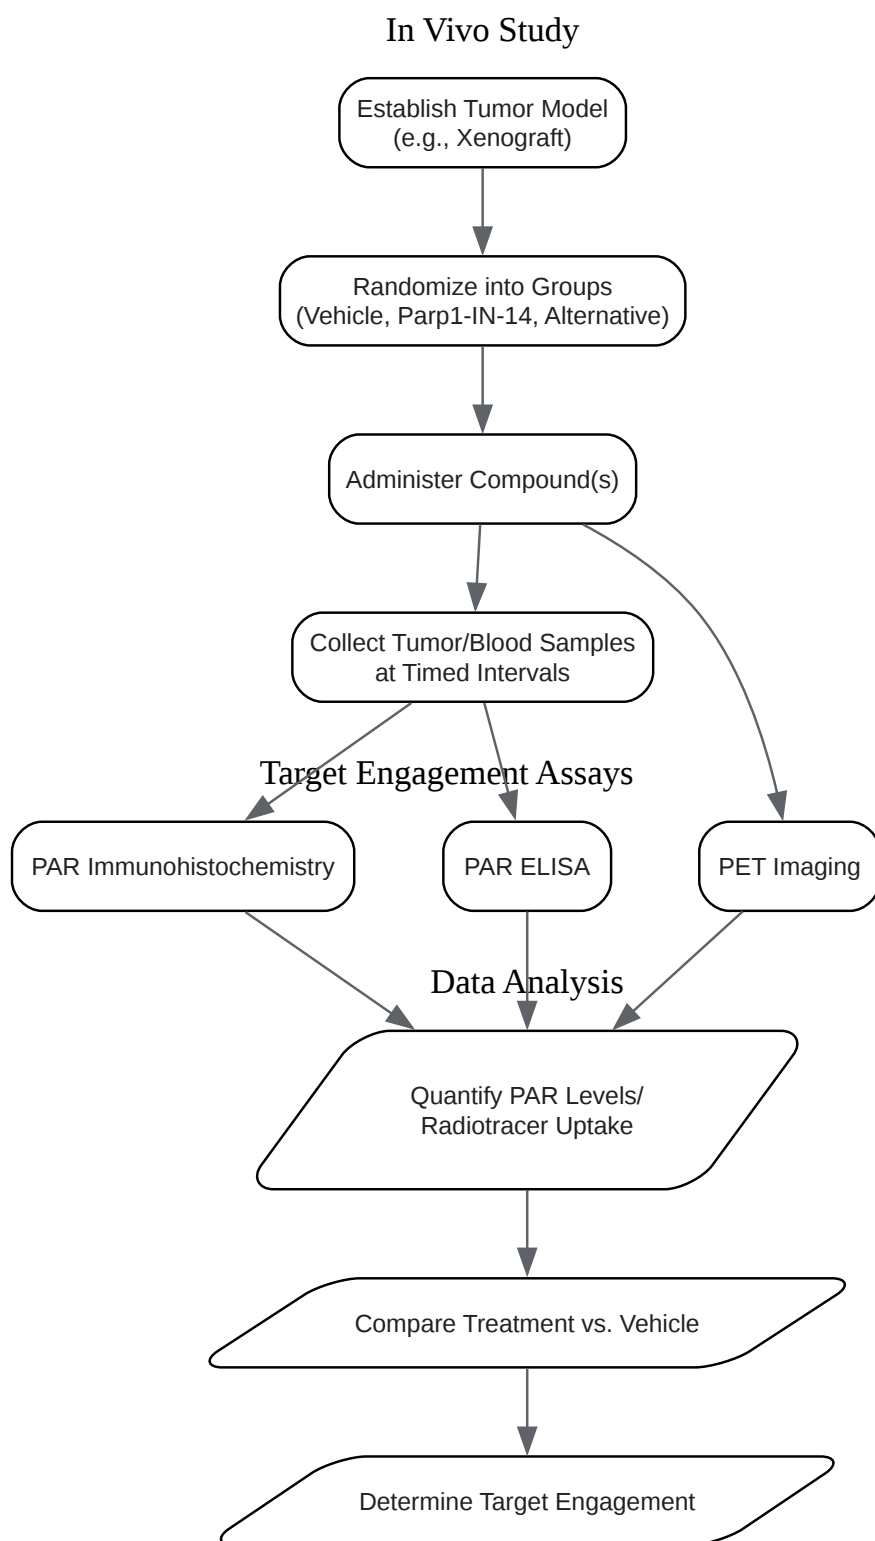 In Vivo Study
Establish Tumor Model
(e.g., Xenograft)
Randomize into Groups
(Vehicle, Parp1-IN-14, Alternative)
Administer Compound(s)
Collect Tumor/Blood Samples
at Timed Intervals
Target Engagement Assays
PAR Immunohistochemistry
PAR ELISA
PET Imaging
Data Analysis
Quantify PAR Levels/
Radiotracer Uptake
Compare Treatment vs. Vehicle
Determine Target Engagement